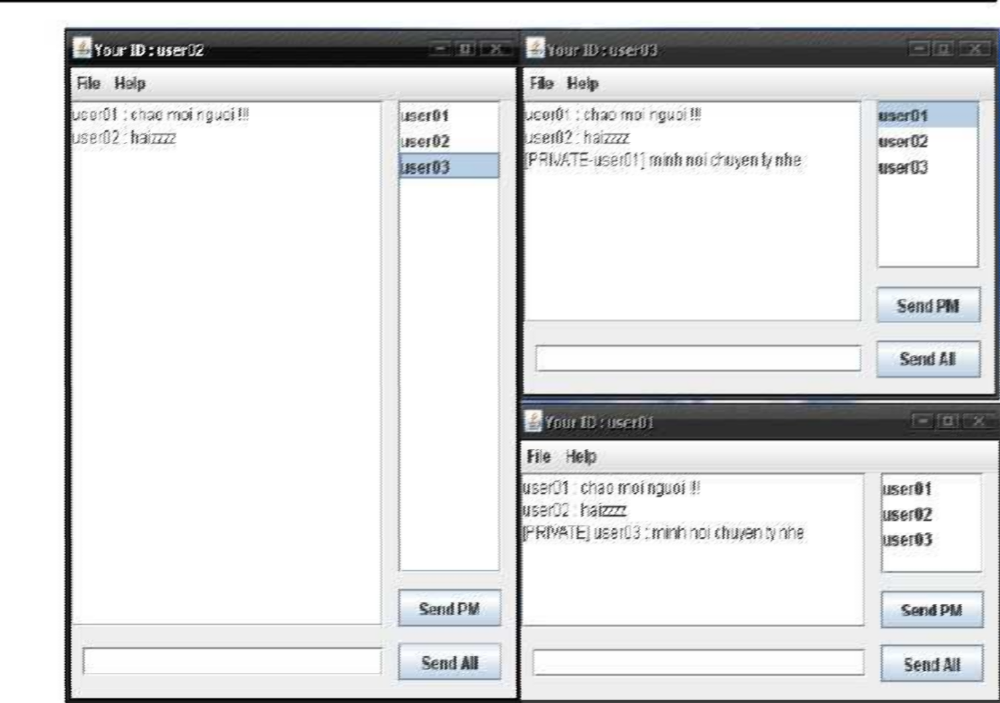 Your ID : user02
File Help
user01 : chao moi nguoi !!!
user02 : haizzzz
user01
user02
user03
Send PM
Send All
Your ID : user03
File Help
user01 : chao moi nguoi !!!
user02 : haizzzz
[PRIVATE-user01] minh noi chuyen ty nhe
user01
user02
user03
Send PM
Send All
Your ID : user01
File Help
user01 : chao moi nguoi !!!
user02 : haizzzz
[PRIVATE] user03 : minh noi chuyen ty nhe
user01
user02
user03
Send PM
Send All